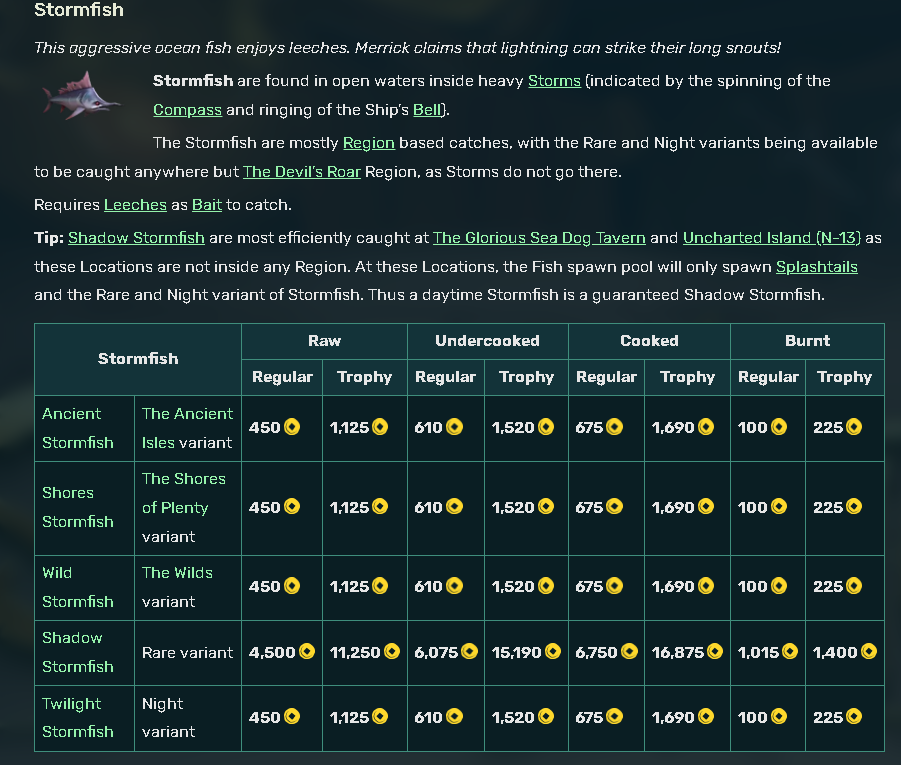 Stormfish
This aggressive ocean fish enjoys leeches. Merrick claims that lightning can strike their long snouts!
Stormfish are found in open waters inside heavy Storms (indicated by the spinning of the
Compass and ringing of the Ship's Bell).
The Stormfish are mostly Region based catches, with the Rare and Night variants being available
to be caught anywhere but The Devil's Roar Region, as Storms do not go there.
Requires Leeches as Bait to catch.
Tip: Shadow Stormfish are most efficiently caught at The Glorious Sea Dog Tavern and Uncharted Island (N-13) as
these Locations are not inside any Region. At these Locations, the Fish spawn pool will only spawn Splashtails
and the Rare and Night variant of Stormfish. Thus a daytime Stormfish is a guaranteed Shadow Stormfish.
Stormfish Raw Undercooked Cooked Burnt
Regular Trophy Regular Trophy Regular Trophy Regular Trophy
Ancient Stormfish The Ancient Isles variant 450 1,125 610 1,520 675 1,690 100 225
Shores Stormfish The Shores of Plenty variant 450 1,125 610 1,520 675 1,690 100 225
Wild Stormfish The Wilds variant 450 1,125 610 1,520 675 1,690 100 225
Shadow Stormfish Rare variant 4,500 11,250 6,075 15,190 6,750 16,875 1,015 1,400
Twilight Stormfish Night variant 450 1,125 610 1,520 675 1,690 100 225